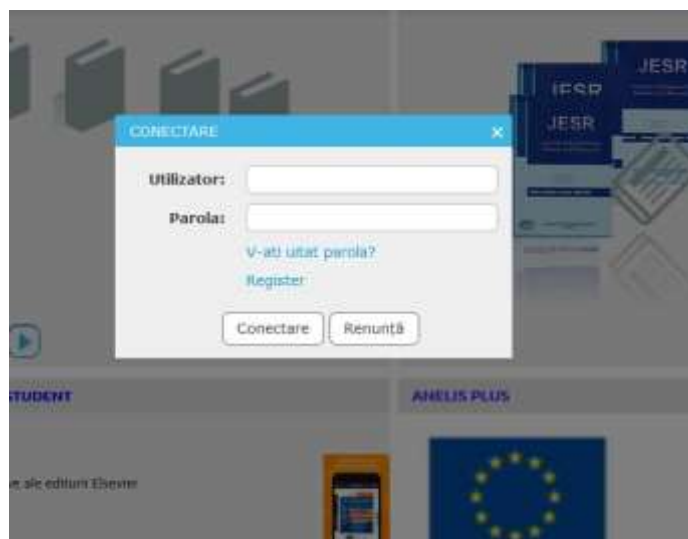 JESR
JESR
JESR
CONECTARE
Utilizator:
Parola:
V-ati uitat parola?
Register
Conectare
Renunță
STUDENT
ANELIS PLUS
ale editurii Elsevier